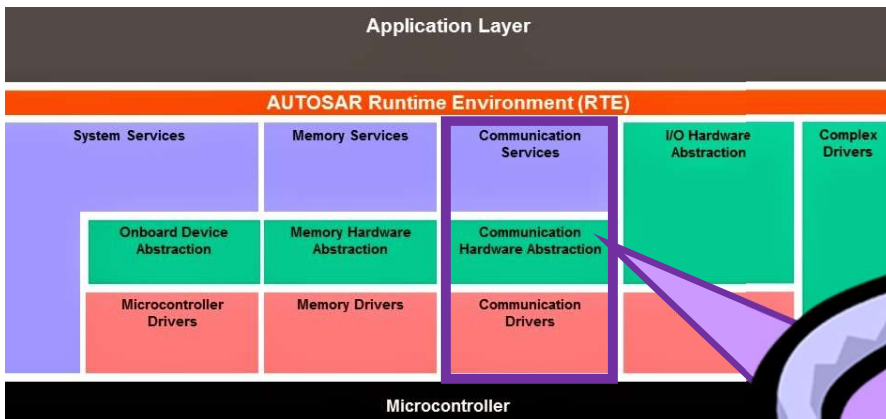 Application Layer
AUTOSAR Runtime Environment (RTE)
System Services
Memory Services
Communication
Services
I/O Hardware
Abstraction
Complex
Drivers
Onboard Device
Abstraction
Memory Hardware
Abstraction
Communication
Hardware Abstraction
Microcontroller
Drivers
Memory Drivers
Communication
Drivers
Microcontroller